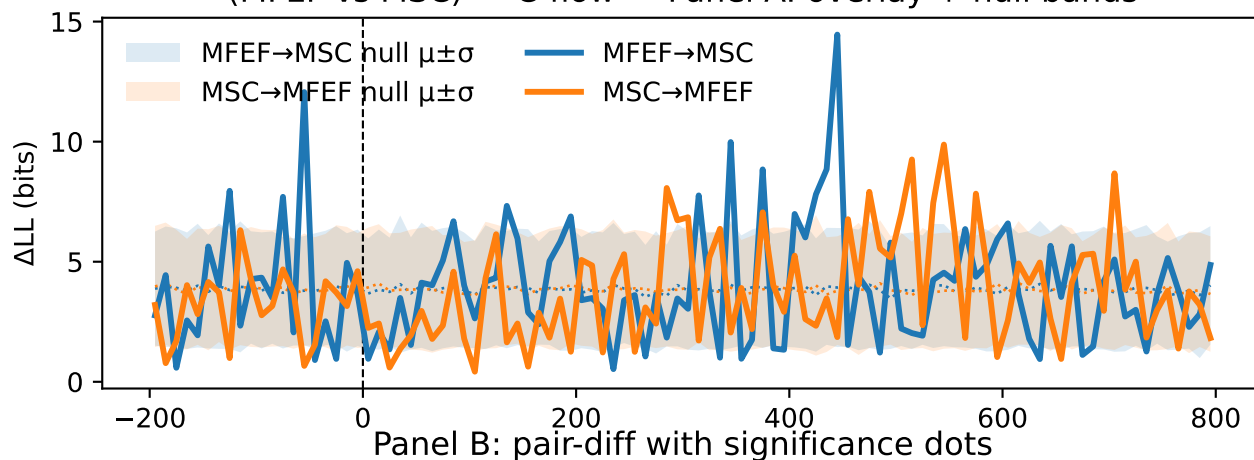 15
MFEF→MSC null μ±σ
MFEF→MSC
MSC→MFEF null μ±σ
MSC→MFEF
10
ΔLL (bits)
5
0
−200
0
200
400
600
800
Panel B: pair-diff with significance dots